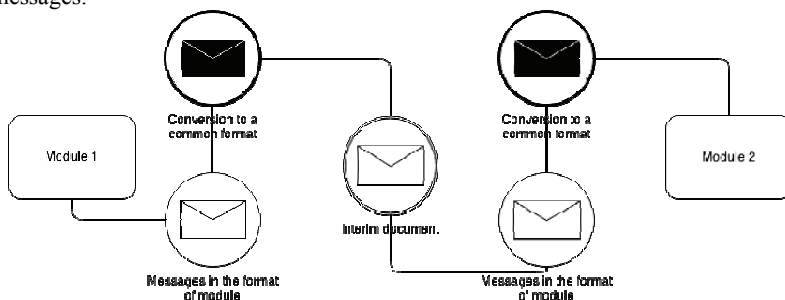 messages.
Conversion to a
common format
Conversion to a
common format
Module 1
Module 2
Interim document
Messages in the format
of module
Messages in the format
of module